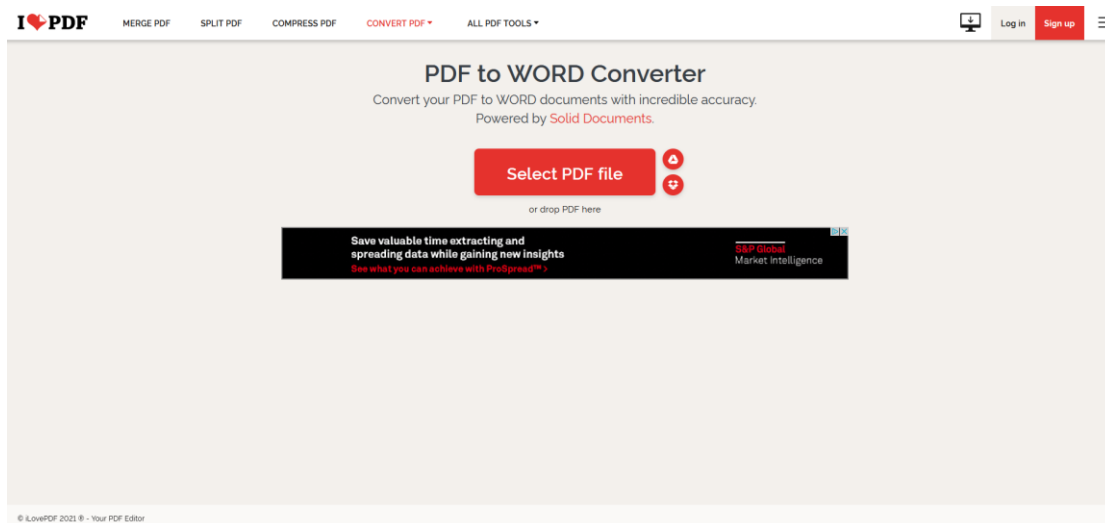 I PDF
MERGE PDF
SPLIT PDF
COMPRESS PDF
CONVERT PDF
ALL PDF TOOLS
Log in
Sign up
PDF to WORD Converter
Convert your PDF to WORD documents with incredible accuracy.
Powered by Solid Documents.
Select PDF file
or drop PDF here
Save valuable time extracting and
spreading data while gaining new insights
See what you can achieve with ProSpread™ >
S&P Global
Market Intelligence
© iLovePDF 2021 ® - Your PDF Editor